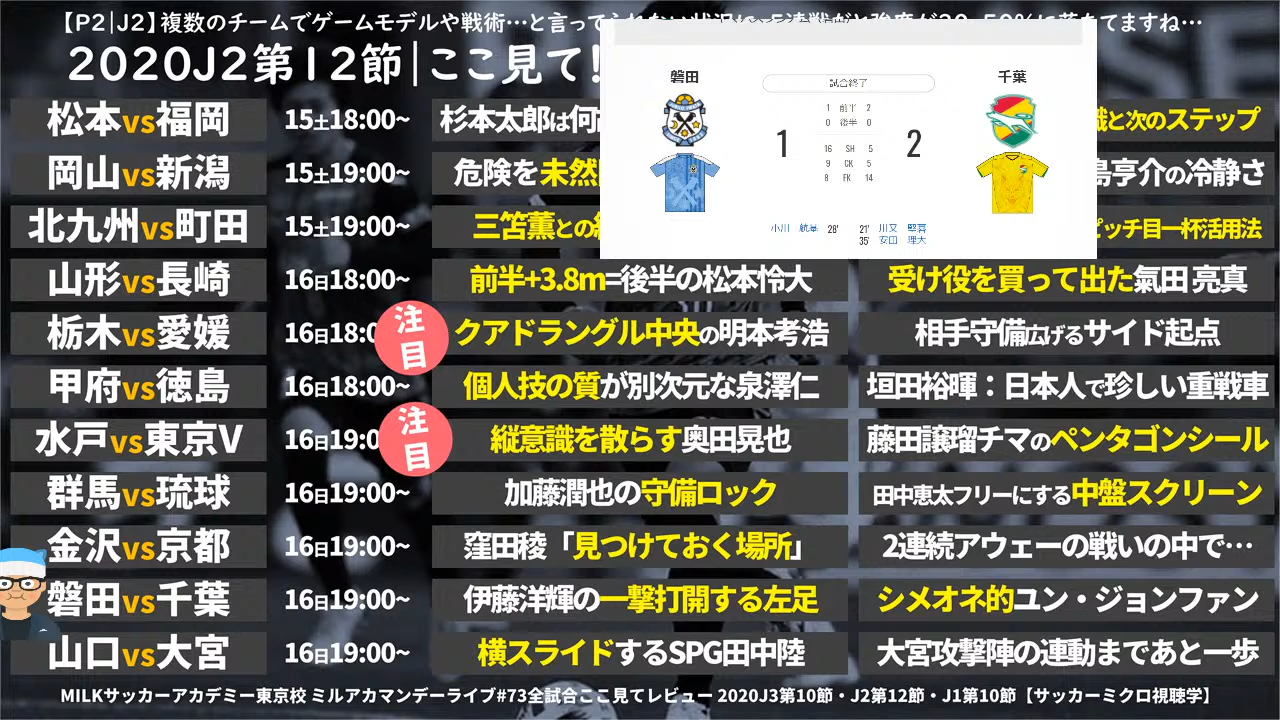 【P2|J2】複数のチームでゲームモデルや戦術…と言って
2020J2第12節|ここ見て!
松本vs福岡 15土18:00~ 杉本太郎は何 と次のステップ
岡山vs新潟 15土19:00~ 危険を未然 島亨介の冷静さ
北九州vs町田 15土19:00~ 三笘薫との ピッチ目一杯活用法
山形vs長崎 16日18:00~ 前半+3.8m=後半の松本怜大 受け役を買って出た氣田 亮真
栃木vs愛媛 16日18:0 注目 クアドラングル中央の明本考浩 相手守備広げるサイド起点
甲府vs徳島 16日18:00~ 個人技の質が別次元な泉澤仁 垣田裕暉：日本人で珍しい重戦車
水戸vs東京V 16日19:0 注目 縦意識を散らす奥田晃也 藤田譲瑠チマのペンタゴンシール
群馬vs琉球 16日19:00~ 加藤潤也の守備ロック 田中恵太フリーにする中盤スクリーン
金沢vs京都 16日19:00~ 窪田稜「見つけておく場所」 2連続アウェーの戦いの中で…
磐田vs千葉 16日19:00~ 伊藤洋輝の一撃打開する左足 シメオネ的ユン・ジョンファン
山口vs大宮 16日19:00~ 横スライドするSPG田中陸 大宮攻撃陣の連動まであと一歩
MILKサッカーアカデミー東京校 ミルアカマンデーライブ#73全試合ここ見てレビュー 2020J3第10節・J2第12節・J1第10節【サッカーミクロ視聴学】
磐田 試合終了 千葉
1 前半 2
0 後半 0
1 2
16 SH 5
9 CK 5
8 FK 14
小川 航基 28' 21' 川又 堅碁
35' 安田 理大